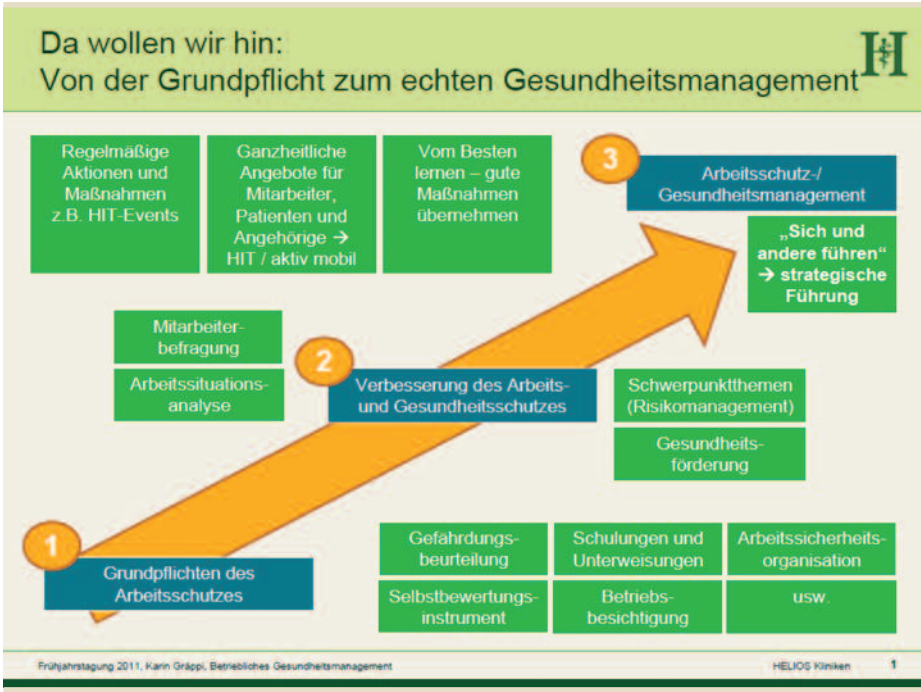 Da wollen wir hin:
Von der Grundpflicht zum echten Gesundheitsmanagement
H
Regelmäßige
Aktionen und
Maßnahmen
z.B. HIT-Events
Ganzheitliche
Angebote für
Mitarbeiter,
Patienten und
Angehörige →
HIT / aktiv mobil
Vom Besten
lernen – gute
Maßnahmen
übernehmen
3
Arbeitsschutz-/
Gesundheitsmanagement
„Sich und
andere führen“
→ strategische
Führung
Mitarbeiter-
befragung
Arbeitssituations-
analyse
2
Verbesserung des Arbeits-
und Gesundheitsschutzes
Schwerpunktthemen
(Risikomanagement)
Gesundheits-
förderung
1
Grundpflichten des
Arbeitsschutzes
Gefährdungs-
beurteilung
Schulungen und
Unterweisungen
Arbeitssicherheits-
organisation
Selbstbewertungs-
instrument
Betriebs-
besichtigung
usw.
Frühjahrstagung 2011, Karin Gräppi, Betriebliches Gesundheitsmanagement
HELIOS Kliniken
1